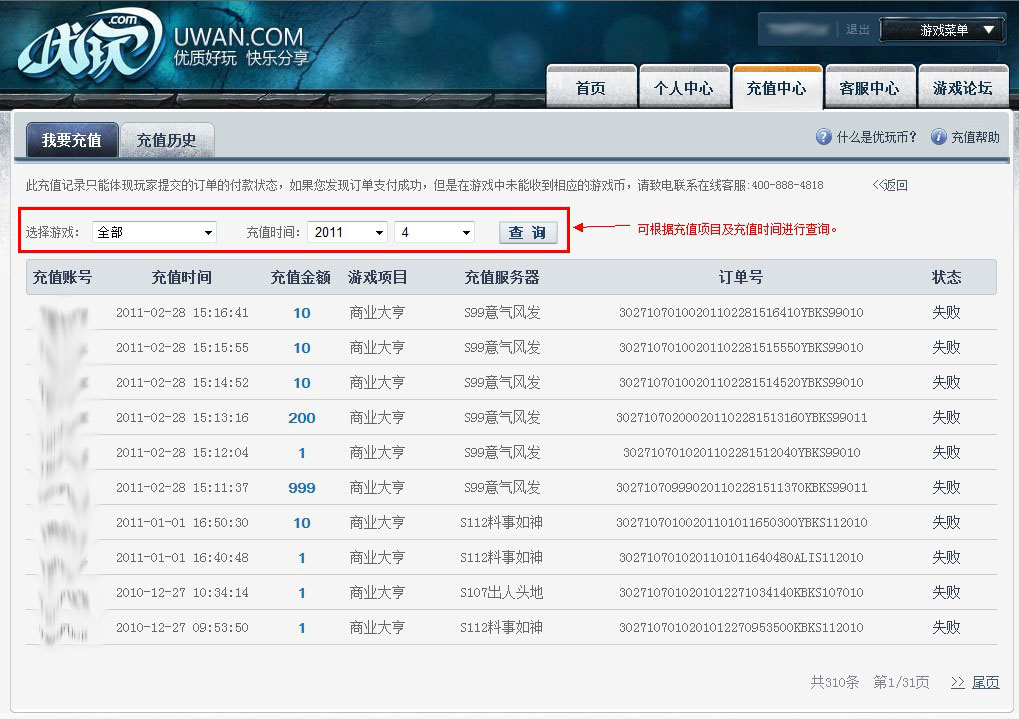 优玩.com
UWAN.COM
优质好玩 快乐分享
退出 游戏菜单
首页 个人中心 充值中心 客服中心 游戏论坛
我要充值 充值历史 什么是优玩币？ 充值帮助
此充值记录只能体现玩家提交的订单的付款状态，如果您发现订单支付成功，但是在游戏中未能收到相应的游戏币，请致电联系在线客服:400-888-4818 <<返回
选择游戏： 全部 充值时间： 2011 4 查 询 可根据充值项目及充值时间进行查询。
充值账号 充值时间 充值金额 游戏项目 充值服务器 订单号 状态
2011-02-28 15:16:41 10 商业大亨 S99意气风发 30271070100201102281516410YBKS99010 失败
2011-02-28 15:15:55 10 商业大亨 S99意气风发 30271070100201102281515550YBKS99010 失败
2011-02-28 15:14:52 10 商业大亨 S99意气风发 30271070100201102281514520YBKS99010 失败
2011-02-28 15:13:16 200 商业大亨 S99意气风发 302710702000201102281513160YBKS99011 失败
2011-02-28 15:12:04 1 商业大亨 S99意气风发 3027107010201102281512040YBKS99010 失败
2011-02-28 15:11:37 999 商业大亨 S99意气风发 302710709990201102281511370KBKS99011 失败
2011-01-01 16:50:30 10 商业大亨 S112料事如神 30271070100201101011650300YBKS112010 失败
2011-01-01 16:40:48 1 商业大亨 S112料事如神 3027107010201101011640480ALIS112010 失败
2010-12-27 10:34:14 1 商业大亨 S107出人头地 3027107010201012271034140KBKS107010 失败
2010-12-27 09:53:50 1 商业大亨 S112料事如神 3027107010201012270953500KBKS112010 失败
共310条 第1/31页 >> 尾页